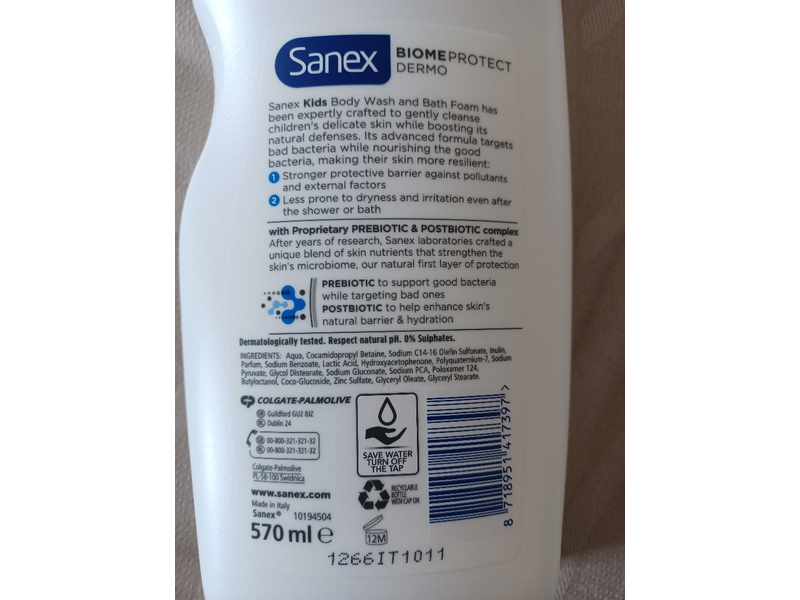 Sanex BIOMEPROTECT
DERMO
Sanex Kids Body Wash and Bath Foam has
been expertly crafted to gently cleanse
children's delicate skin while boosting its
natural defenses. Its advanced formula targets
bad bacteria while nourishing the good
bacteria, making their skin more resilient:
1 Stronger protective barrier against pollutants
and external factors
2 Less prone to dryness and irritation even after
the shower or bath
with Proprietary PREBIOTIC & POSTBIOTIC complex
After years of research, Sanex laboratories crafted a
unique blend of skin nutrients that strengthen the
skin's microbiome, our natural first layer of protection
PREBIOTIC to support good bacteria
while targeting bad ones
POSTBIOTIC to help enhance skin's
natural barrier & hydration
Dermatologically tested. Respect natural pH. 0% Sulphates.
INGREDIENTS: Aqua, Cocamidopropyl Betaine, Sodium C14-16 Olefin Sulfonate, Inulin,
Parfum, Sodium Benzoate, Lactic Acid, Hydroxyacetophenone, Polyquaternium-7, Sodium
Pyruvate, Glycol Distearate, Sodium Gluconate, Sodium PCA, Poloxamer 124,
Butyloctanol, Coco-Glucoside, Zinc Sulfate, Glyceryl Oleate, Glyceryl Stearate.
COLGATE-PALMOLIVE
GB Guildford GU2 8JZ
IE Dublin 24
GB 00-800-321-321-32
IE 00-800-321-321-32
Colgate-Palmolive
PL-58-100 Świdnica
www.sanex.com
Made in Italy
Sanex® 10194504
570 ml e
SAVE WATER
TURN OFF
THE TAP
RECYCLABLE
BOTTLE
WITH CAP ON
12M
8 718951 417397 >
1266IT1011